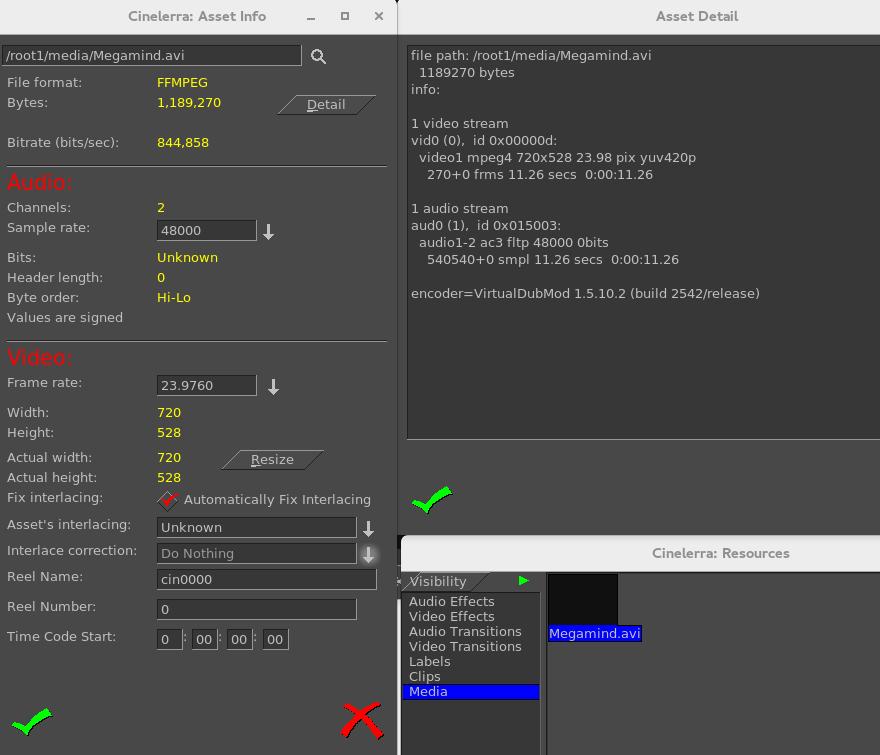 Cinelerra: Asset Info
/root1/media/Megamind.avi
File format: FFMPEG
Bytes: 1,189,270
Detail
Bitrate (bits/sec): 844,858
Audio:
Channels: 2
Sample rate: 48000
Bits: Unknown
Header length: 0
Byte order: Hi-Lo
Values are signed
Video:
Frame rate: 23.9760
Width: 720
Height: 528
Actual width: 720
Resize
Actual height: 528
Fix interlacing: Automatically Fix Interlacing
Asset's interlacing: Unknown
Interlace correction: Do Nothing
Reel Name: cin0000
Reel Number: 0
Time Code Start: 0 : 00 : 00 : 00
Asset Detail
file path: /root1/media/Megamind.avi
1189270 bytes
info:
1 video stream
vid0 (0), id 0x00000d:
video1 mpeg4 720x528 23.98 pix yuv420p
270+0 frms 11.26 secs 0:00:11.26
1 audio stream
aud0 (1), id 0x015003:
audio1-2 ac3 fltp 48000 0bits
540540+0 smpl 11.26 secs 0:00:11.26
encoder=VirtualDubMod 1.5.10.2 (build 2542/release)
Cinelerra: Resources
Visibility
Audio Effects
Video Effects
Audio Transitions
Video Transitions
Labels
Clips
Media
Megamind.avi